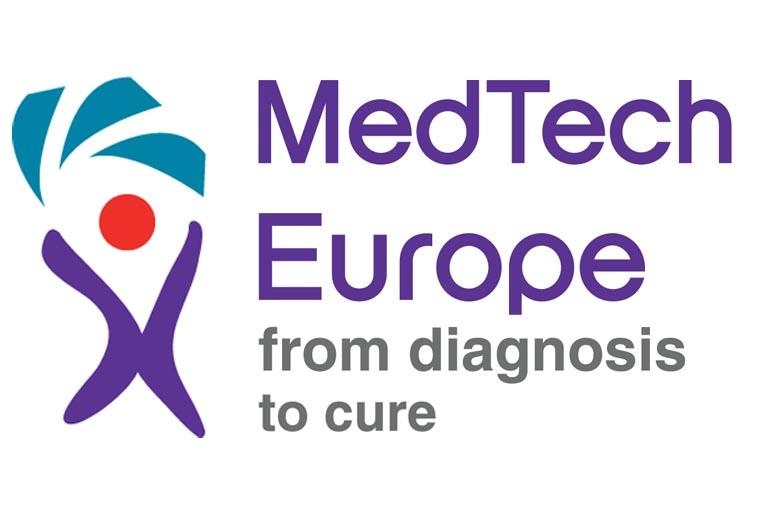 MedTech
Europe
from diagnosis
to cure